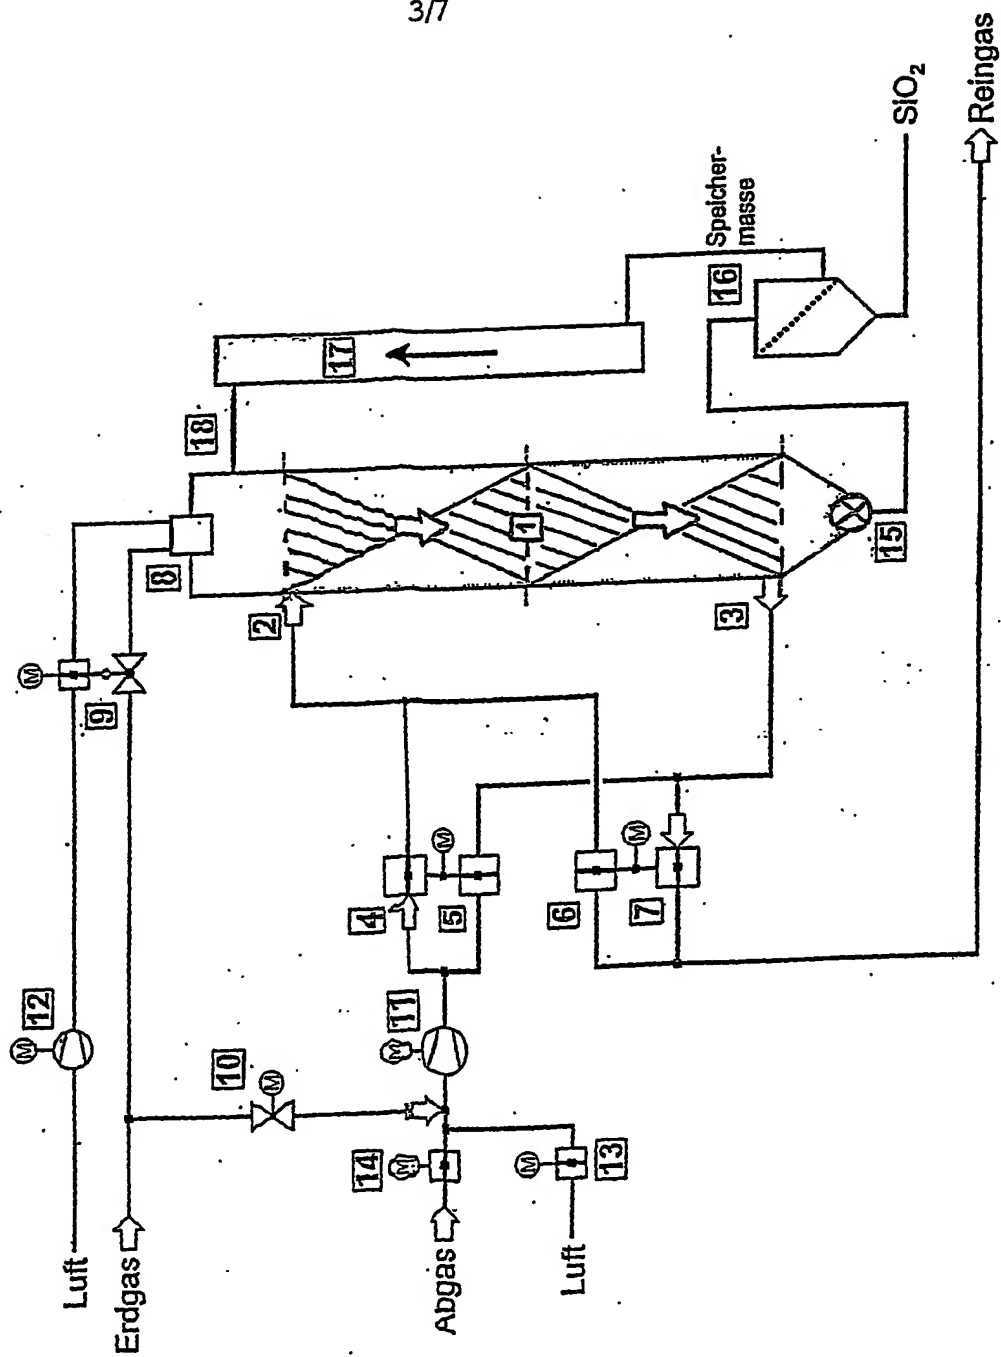 3/7
Luft
Erdgas
Abgas
Luft
M
12
M
9
8
10
M
14
M
M
11
M
13
4
M
5
6
M
7
2
3
1
18
17
15
16
Speicher-
masse
SiO₂
Reingas